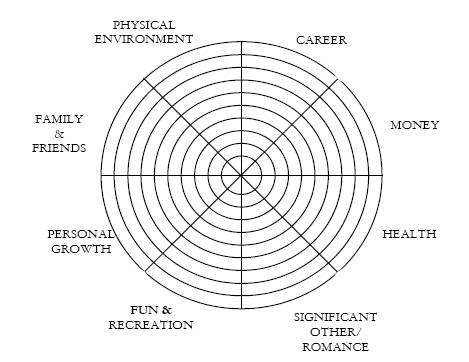 PHYSICAL
ENVIRONMENT
CAREER
MONEY
HEALTH
SIGNIFICANT
OTHER/
ROMANCE
FUN &
RECREATION
PERSONAL
GROWTH
FAMILY
&
FRIENDS